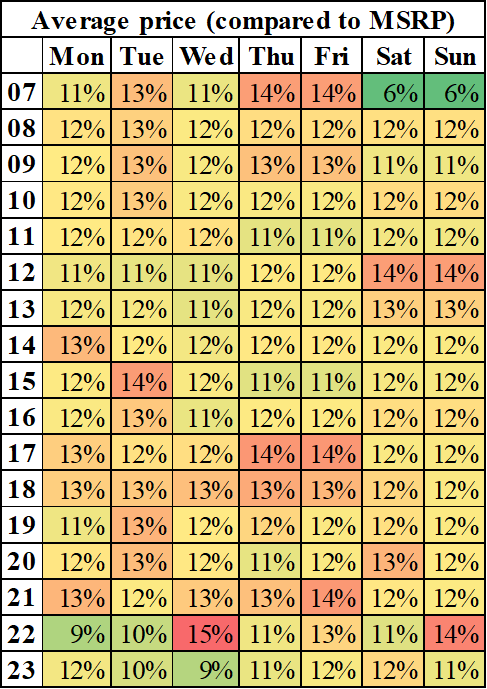 Average price (compared to MSRP)
Mon Tue Wed Thu Fri Sat Sun
07 11% 13% 11% 14% 14% 6% 6%
08 12% 13% 12% 12% 12% 12% 12%
09 12% 13% 12% 13% 13% 11% 11%
10 12% 13% 12% 12% 12% 12% 12%
11 12% 12% 12% 11% 11% 12% 12%
12 11% 11% 11% 12% 12% 14% 14%
13 12% 12% 11% 12% 12% 13% 13%
14 13% 12% 12% 12% 12% 12% 12%
15 12% 14% 12% 11% 11% 12% 12%
16 12% 13% 11% 12% 12% 12% 12%
17 13% 12% 12% 14% 14% 12% 12%
18 13% 13% 13% 13% 13% 12% 12%
19 11% 13% 12% 12% 12% 12% 12%
20 12% 13% 12% 11% 12% 13% 12%
21 13% 12% 13% 13% 14% 12% 12%
22 9% 10% 15% 11% 13% 11% 14%
23 12% 10% 9% 11% 12% 12% 11%